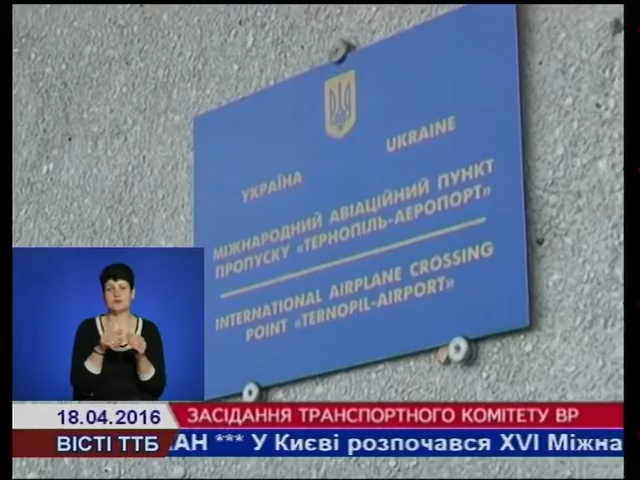 УКРАЇНА
UKRAINE
МІЖНАРОДНИЙ АВІАЦІЙНИЙ ПУНКТ
ПРОПУСКУ «ТЕРНОПІЛЬ-АЕРОПОРТ»
INTERNATIONAL AIRPLANE CROSSING
POINT «TERNOPIL-AIRPORT»
18.04.2016
ЗАСІДАННЯ ТРАНСПОРТНОГО КОМІТЕТУ ВР
ВІСТІ ТТБ
АН *** У Києві розпочався XVI Міжна